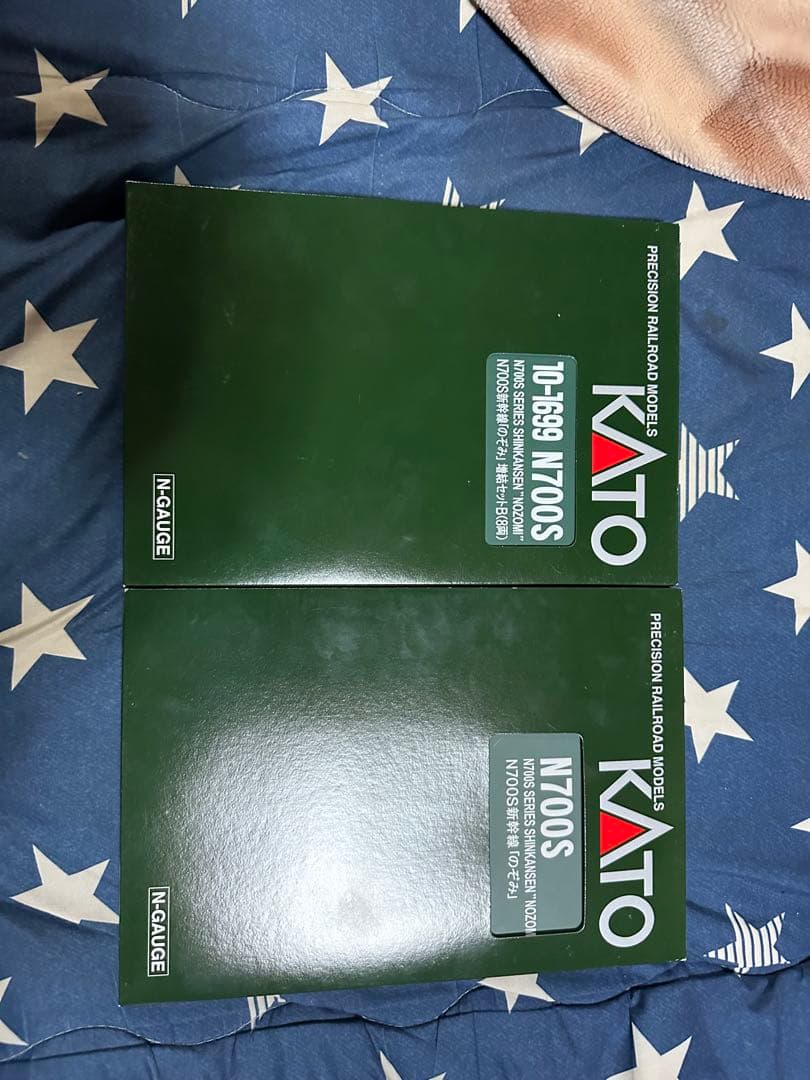 PRECISION RAILROAD MODELS
KATO
10-1699 N700S
N700S SERIES SHINKANSEN "NOZOMI"
N700S新幹線「のぞみ」 増結セットB(8両)
N-GAUGE
PRECISION RAILROAD MODELS
KATO
N700S
N700S SERIES SHINKANSEN "NOZOM
N700S新幹線「のぞみ」
N-GAUGE